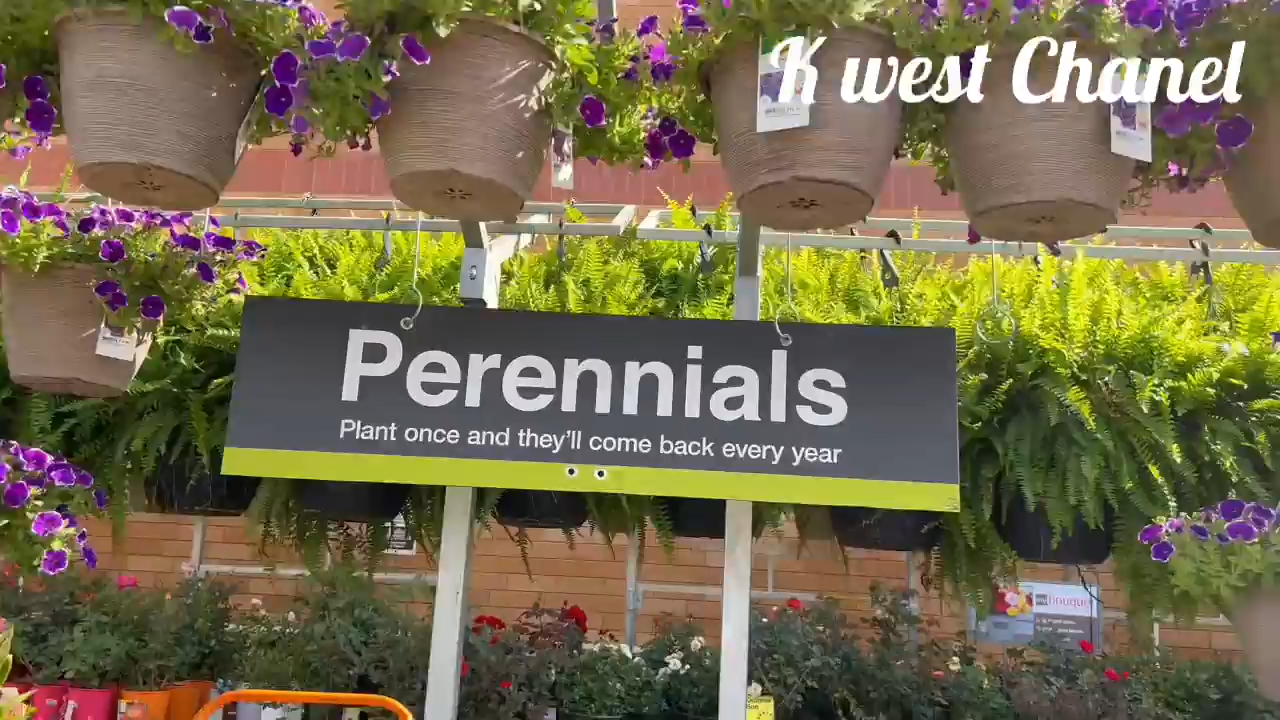 K west Chanel
Perennials
Plant once and they'll come back every year